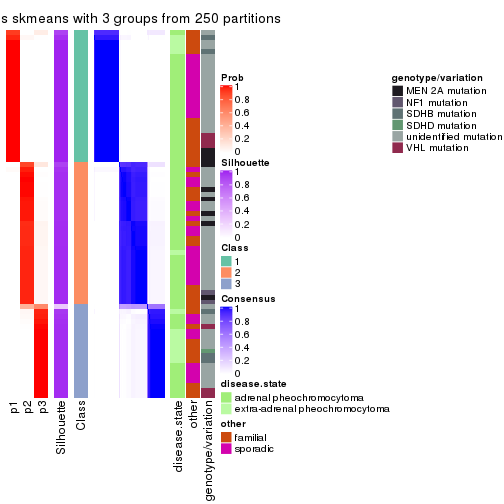 s skmeans with 3 groups from 250 partitions
Prob
1
0.8
0.6
0.4
0.2
0
Silhouette
1
0.8
0.6
0.4
0.2
0
Class
1
2
3
Consensus
1
0.8
0.6
0.4
0.2
0
disease.state
adrenal pheochromocytoma
extra-adrenal pheochromocytoma
other
familial
sporadic
genotype/variation
MEN 2A mutation
NF1 mutation
SDHB mutation
SDHD mutation
unidentified mutation
VHL mutation
p1
p2
p3
Silhouette
Class
disease.state
other
genotype/variation